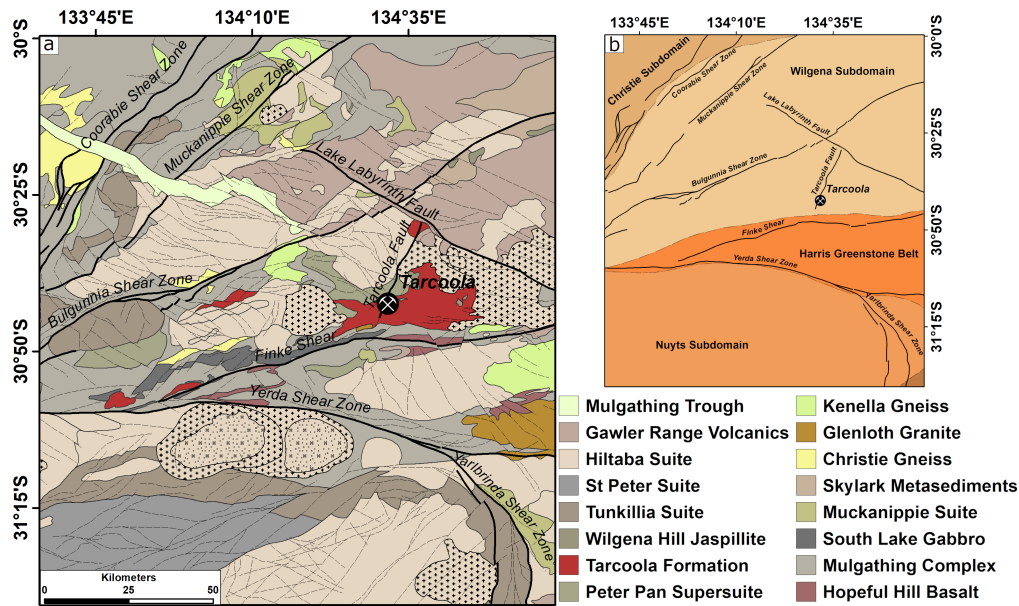 133°45'E 134°10'E 134°35'E
a
30°S
30°25'S
30°50'S
31°15'S
Coorabie Shear Zone
Muckanippie Shear Zone
Lake Labyrinth Fault
Tarcoola Fault
Tarcoola
Bulgunnia Shear Zone
Finke Shear
Yerda Shear Zone
Yarlbrinda Shear Zone
Kilometers
0 25 50
133°45'E 134°10'E 134°35'E
b
30°0'S
30°25'S
30°50'S
31°15'S
Christie Subdomain
Coorabie Shear Zone
Muckanippie Shear Zone
Wilgena Subdomain
Lake Labyrinth Fault
Bulgunnia Shear Zone
Tarcoola Fault
Tarcoola
Finke Shear
Harris Greenstone Belt
Yerda Shear Zone
Yarlbrinda Shear Zone
Nuyts Subdomain
Mulgathing Trough
Gawler Range Volcanics
Hiltaba Suite
St Peter Suite
Tunkillia Suite
Wilgena Hill Jaspillite
Tarcoola Formation
Peter Pan Supersuite
Kenella Gneiss
Glenloth Granite
Christie Gneiss
Skylark Metasediments
Muckanippie Suite
South Lake Gabbro
Mulgathing Complex
Hopeful Hill Basalt